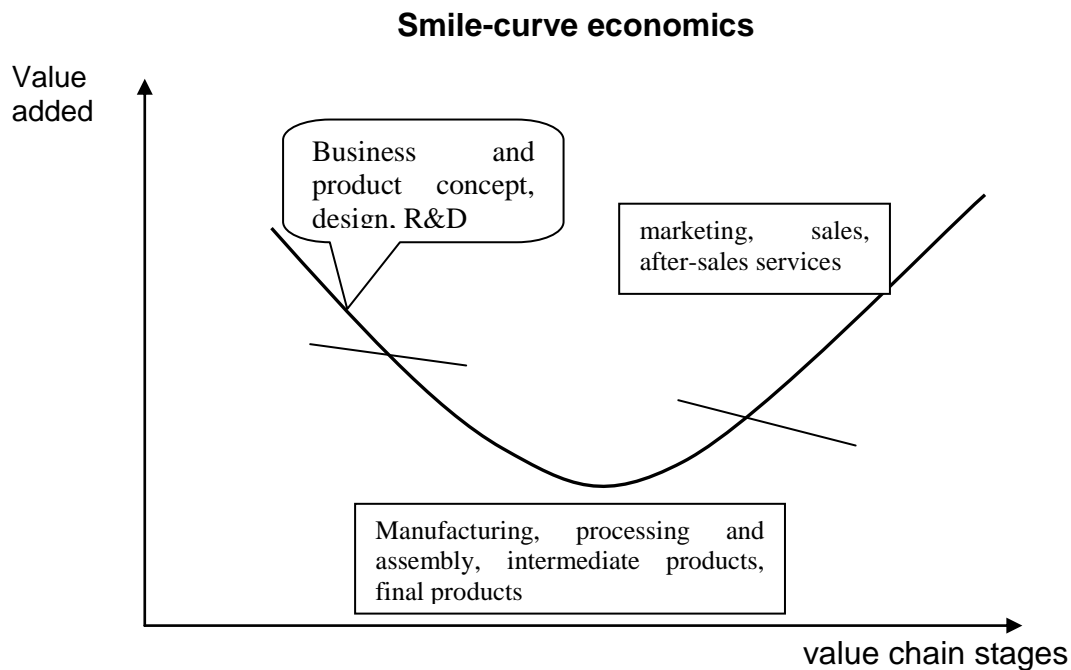 Smile-curve economics
Value
added
Business and
product concept,
design, R&D
marketing, sales,
after-sales services
Manufacturing, processing and
assembly, intermediate products,
final products
value chain stages